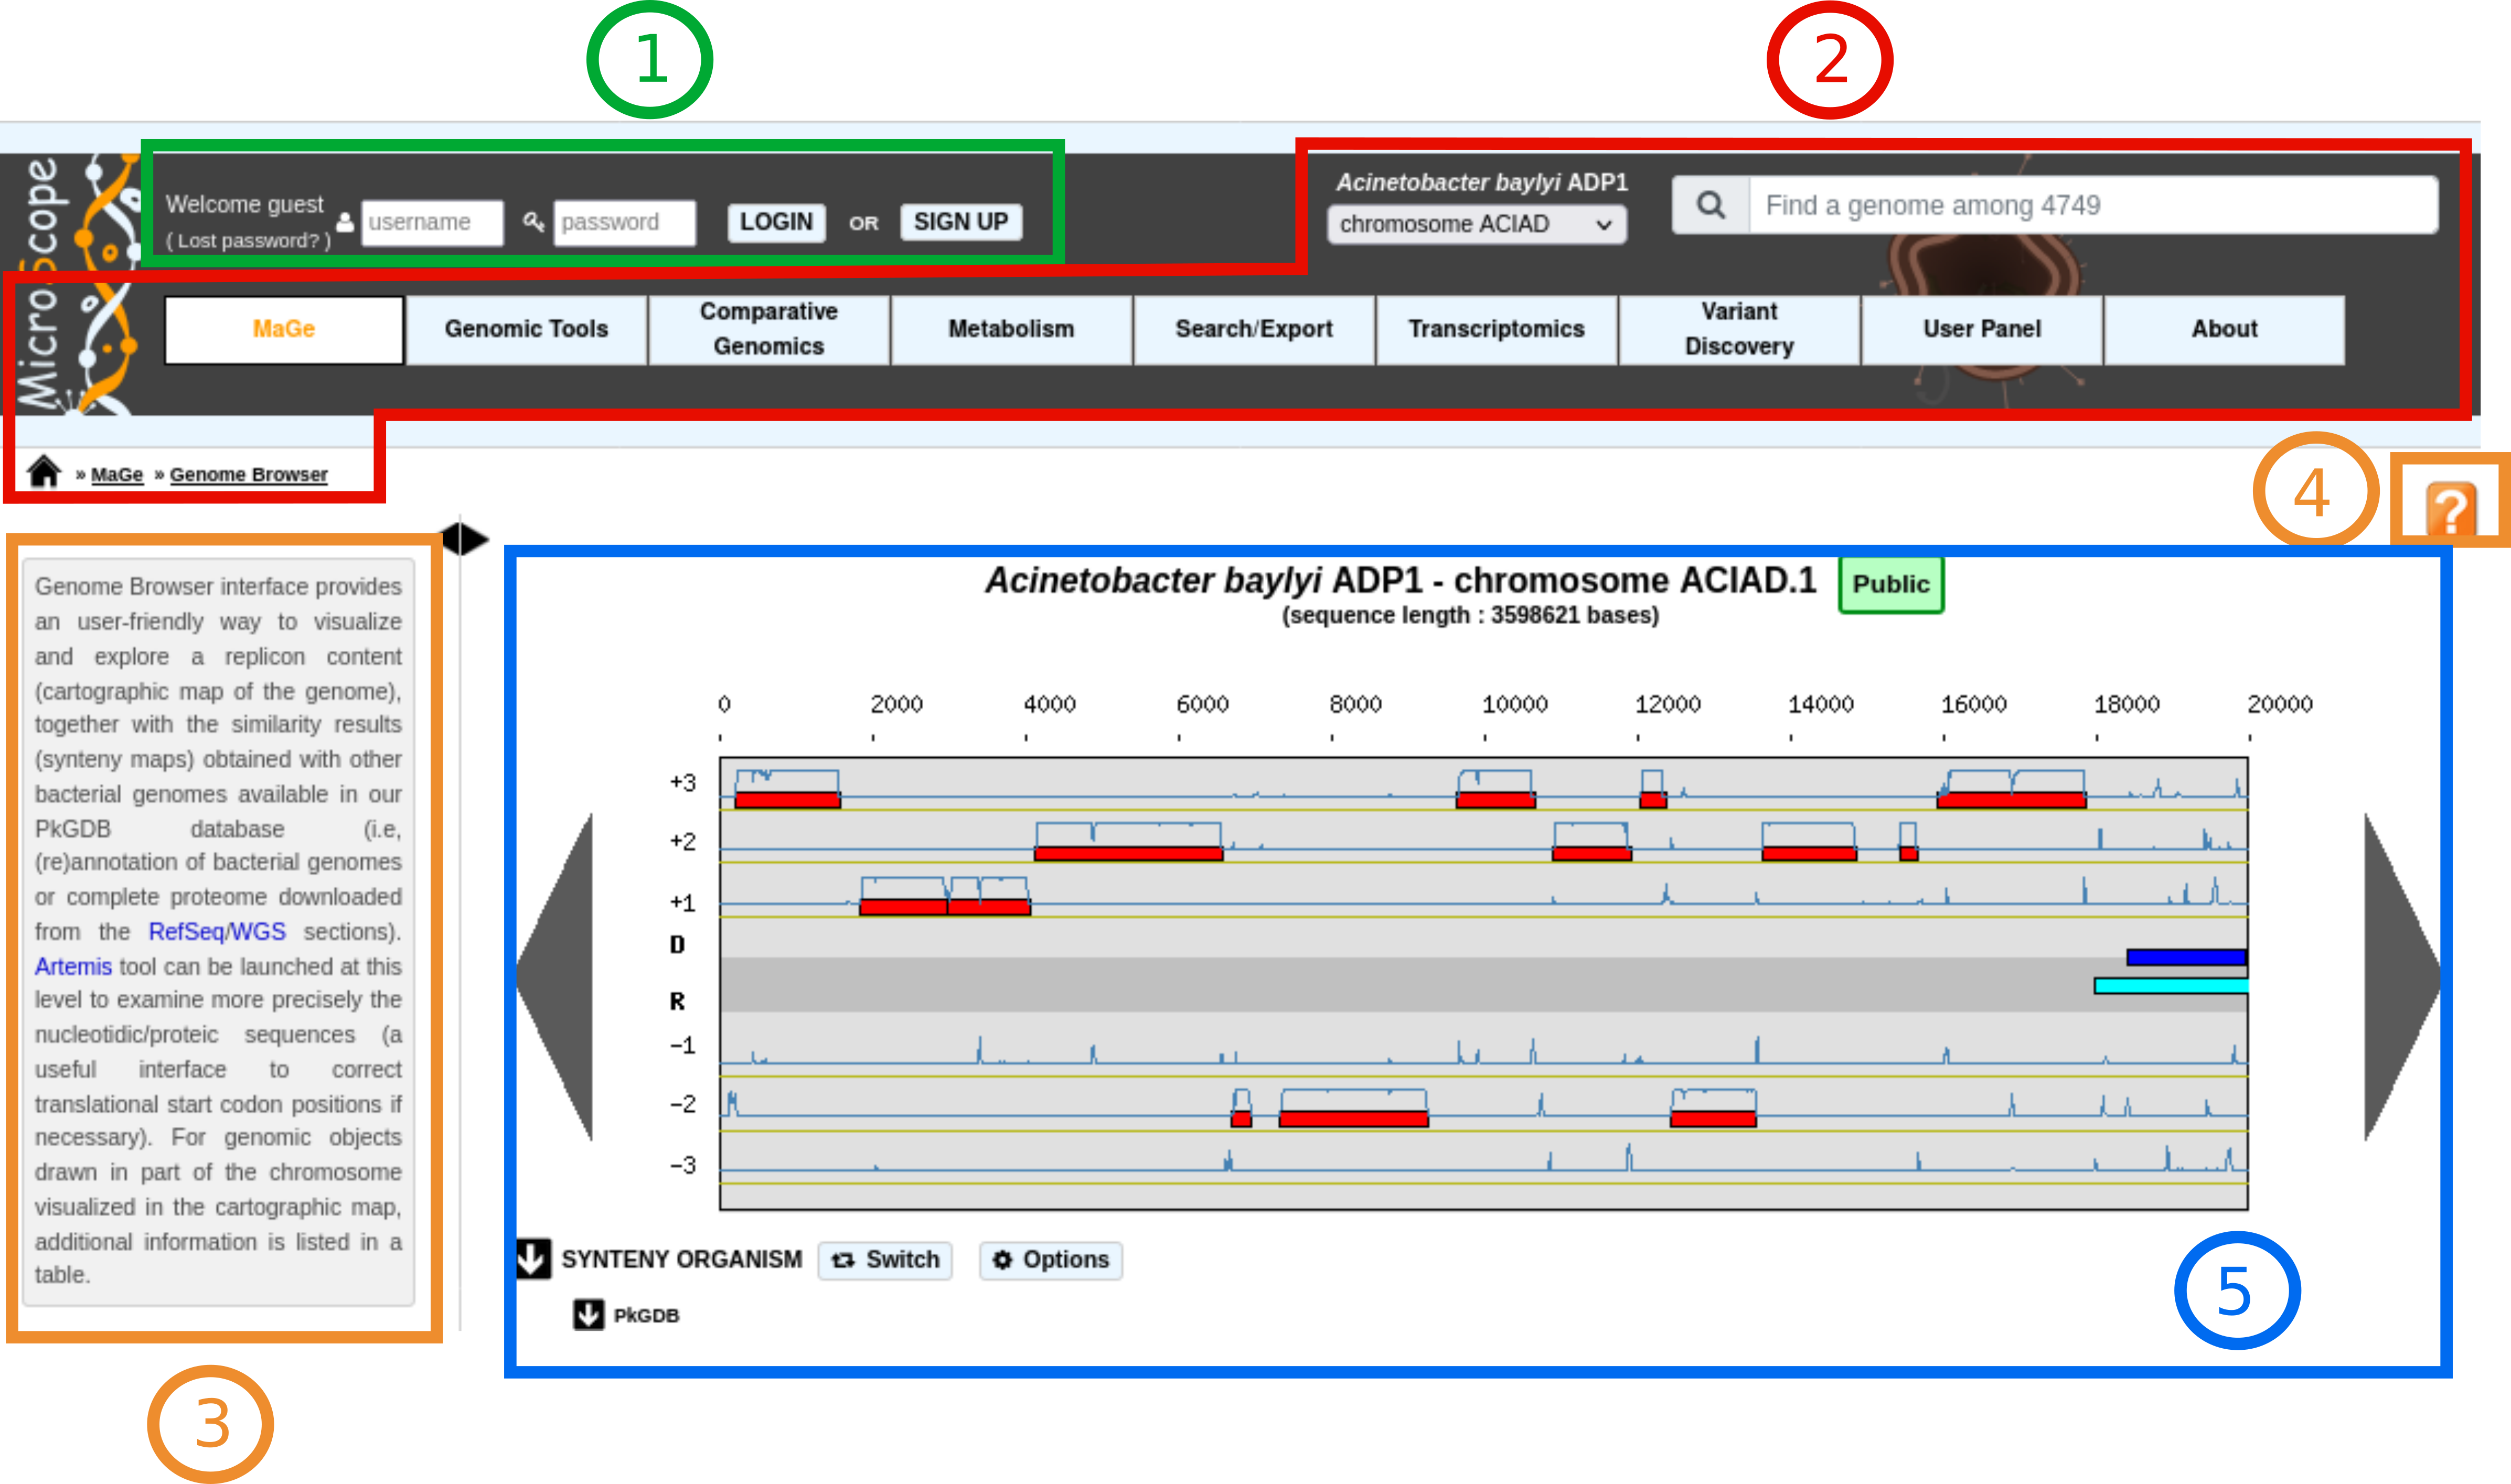 1
2
MicroScope
Welcome guest
( Lost password? )
username
password
LOGIN
OR
SIGN UP
Acinetobacter baylyi ADP1
chromosome ACIAD
Find a genome among 4749
MaGe
Genomic Tools
Comparative
Genomics
Metabolism
Search/Export
Transcriptomics
Variant
Discovery
User Panel
About
» MaGe » Genome Browser
4
?
Genome Browser interface provides
an user-friendly way to visualize
and explore a replicon content
(cartographic map of the genome),
together with the similarity results
(synteny maps) obtained with other
bacterial genomes available in our
PkGDB database (i.e,
(re)annotation of bacterial genomes
or complete proteome downloaded
from the RefSeq/WGS sections).
Artemis tool can be launched at this
level to examine more precisely the
nucleotidic/proteic sequences (a
useful interface to correct
translational start codon positions if
necessary). For genomic objects
drawn in part of the chromosome
visualized in the cartographic map,
additional information is listed in a
table.
3
Acinetobacter baylyi ADP1 - chromosome ACIAD.1
Public
(sequence length : 3598621 bases)
0 2000 4000 6000 8000 10000 12000 14000 16000 18000 20000
+3
+2
+1
D
R
-1
-2
-3
SYNTENY ORGANISM
Switch
Options
PkGDB
5